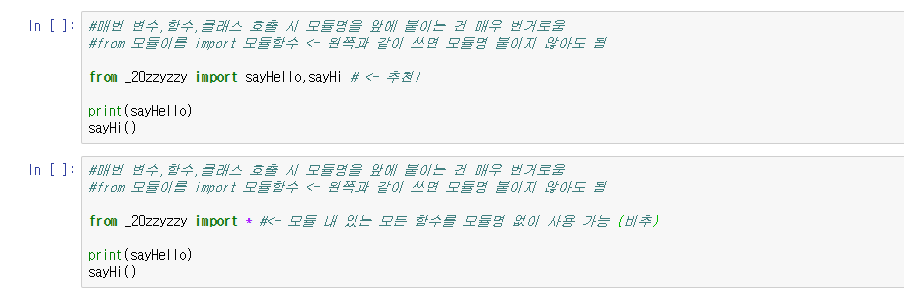 In [ ]: #매번 변수,함수,클래스 호출 시 모듈명을 앞에 붙이는 건 매우 번거로움
#from 모듈이름 import 모듈함수 <- 왼쪽과 같이 쓰면 모듈명 붙이지 않아도 됨
from _20zzyzzy import sayHello,sayHi # <- 추천!
print(sayHello)
sayHi()
In [ ]: #매번 변수,함수,클래스 호출 시 모듈명을 앞에 붙이는 건 매우 번거로움
#from 모듈이름 import 모듈함수 <- 왼쪽과 같이 쓰면 모듈명 붙이지 않아도 됨
from _20zzyzzy import * #<- 모듈 내 있는 모든 함수를 모듈명 없이 사용 가능 (비추)
print(sayHello)
sayHi()